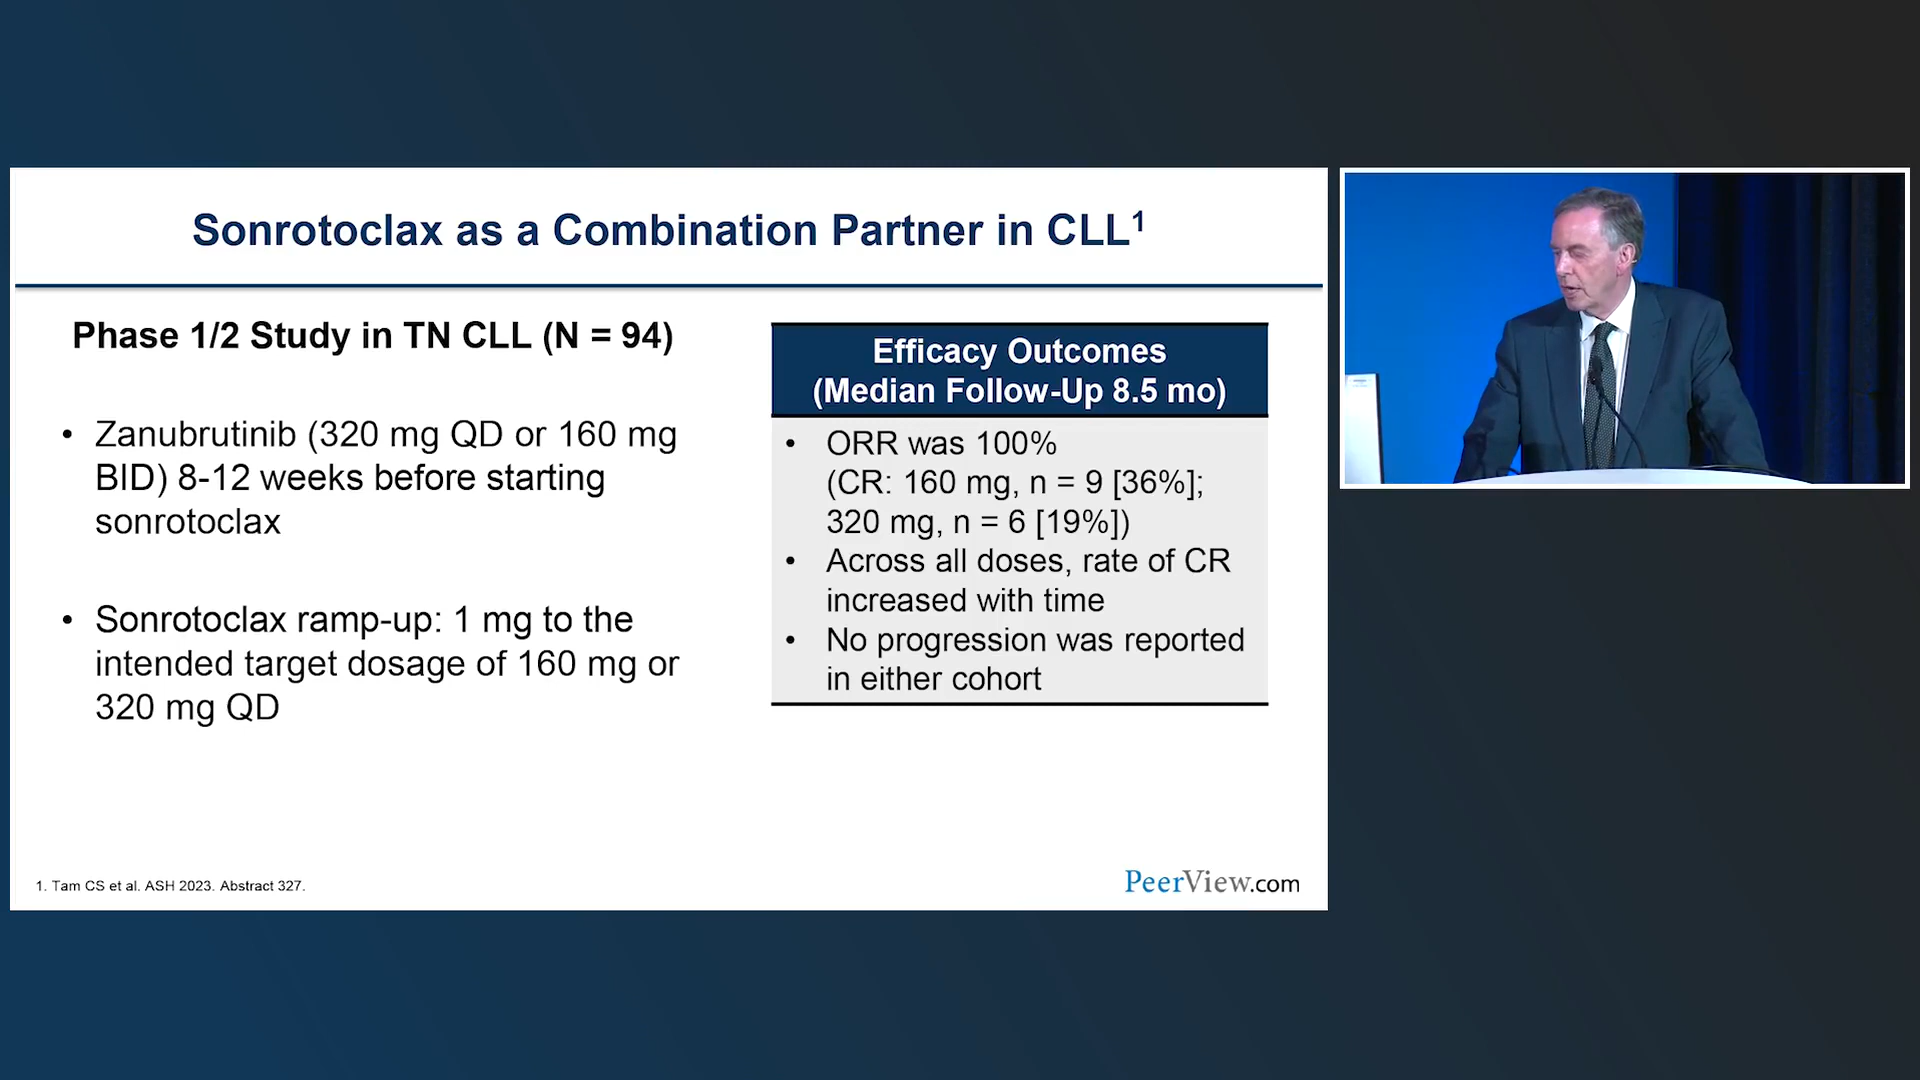 Sonrotoclax as a Combination Partner in CLL1
Phase 1/2 Study in TN CLL (N = 94)
• Zanubrutinib (320 mg QD or 160 mg
BID) 8-12 weeks before starting
sonrotoclax
• Sonrotoclax ramp-up: 1 mg to the
intended target dosage of 160 mg or
320 mg QD
Efficacy Outcomes
(Median Follow-Up 8.5 mo)
• ORR was 100%
(CR: 160 mg, n = 9 [36%];
320 mg, n = 6 [19%])
• Across all doses, rate of CR
increased with time
• No progression was reported
in either cohort
1. Tam CS et al. ASH 2023. Abstract 327.
PeerView.com